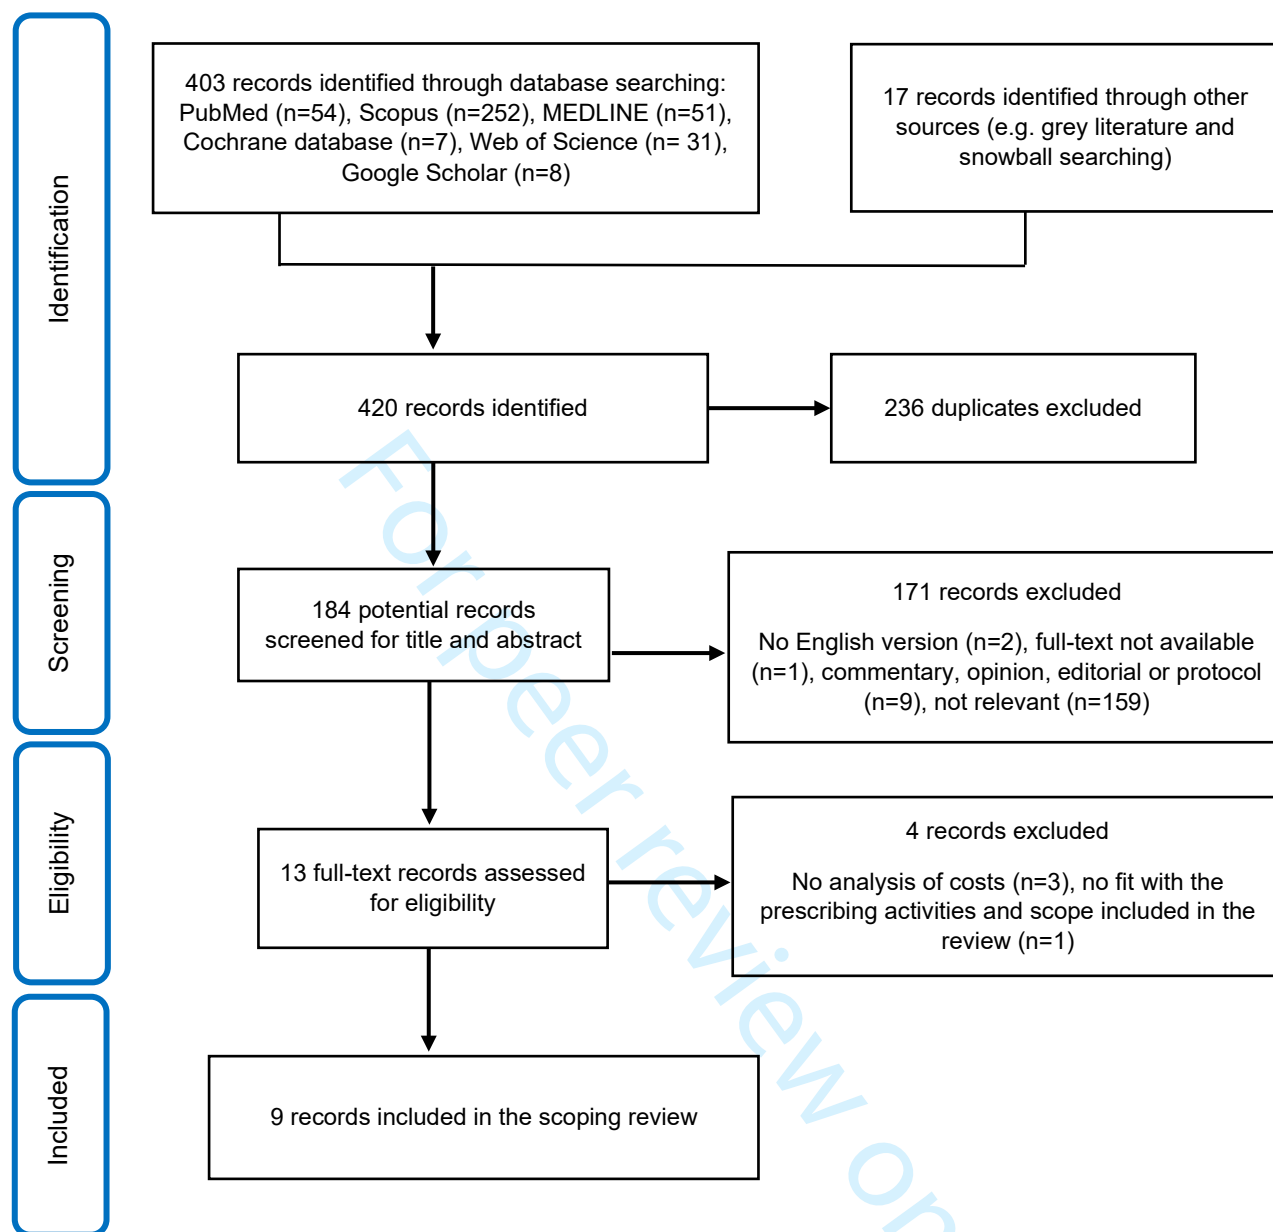 Identification
403 records identified through database searching:
PubMed (n=54), Scopus (n=252), MEDLINE (n=51),
Cochrane database (n=7), Web of Science (n= 31),
Google Scholar (n=8)
17 records identified through other
sources (e.g. grey literature and
snowball searching)
420 records identified
236 duplicates excluded
Screening
184 potential records
screened for title and abstract
171 records excluded
No English version (n=2), full-text not available
(n=1), commentary, opinion, editorial or protocol
(n=9), not relevant (n=159)
Eligibility
13 full-text records assessed
for eligibility
4 records excluded
No analysis of costs (n=3), no fit with the
prescribing activities and scope included in the
review (n=1)
Included
9 records included in the scoping review
For peer review on